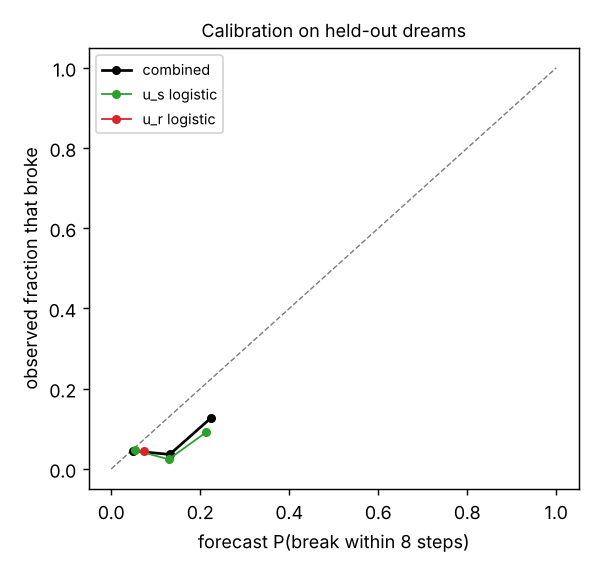 Calibration on held-out dreams
combined
u_s logistic
u_r logistic
observed fraction that broke
1.0
0.8
0.6
0.4
0.2
0.0
0.0 0.2 0.4 0.6 0.8 1.0
forecast P(break within 8 steps)